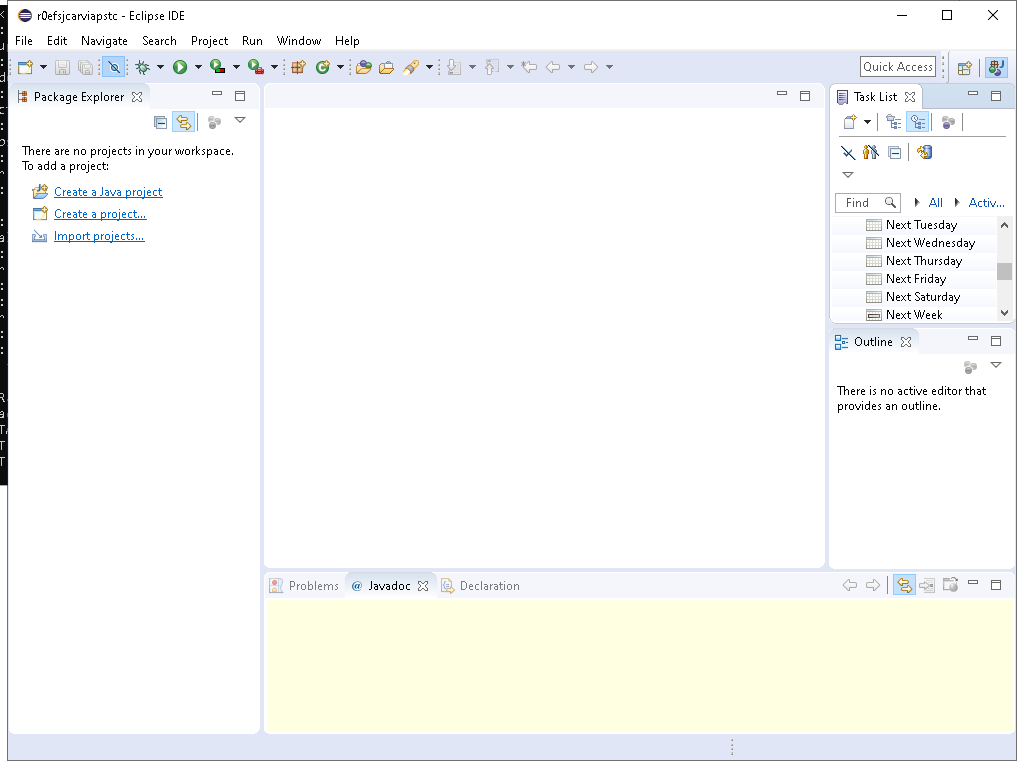 r0efsjcarviapstc - Eclipse IDE
File Edit Navigate Search Project Run Window Help
Quick Access
Package Explorer
There are no projects in your workspace.
To add a project:
Create a Java project
Create a project...
Import projects...
Task List
Find All Activ...
Next Tuesday
Next Wednesday
Next Thursday
Next Friday
Next Saturday
Next Week
Outline
There is no active editor that
provides an outline.
Problems @ Javadoc Declaration